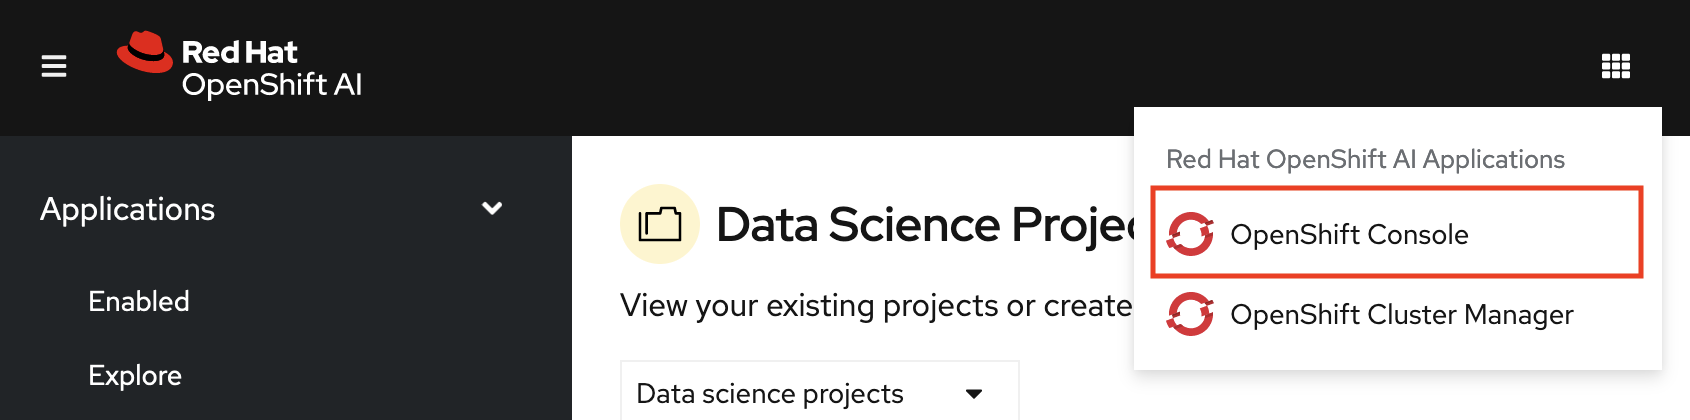 Red Hat
OpenShift AI
Applications
Enabled
Explore
Data Science Projec
View your existing projects or create
Data science projects
Red Hat OpenShift AI Applications
OpenShift Console
OpenShift Cluster Manager